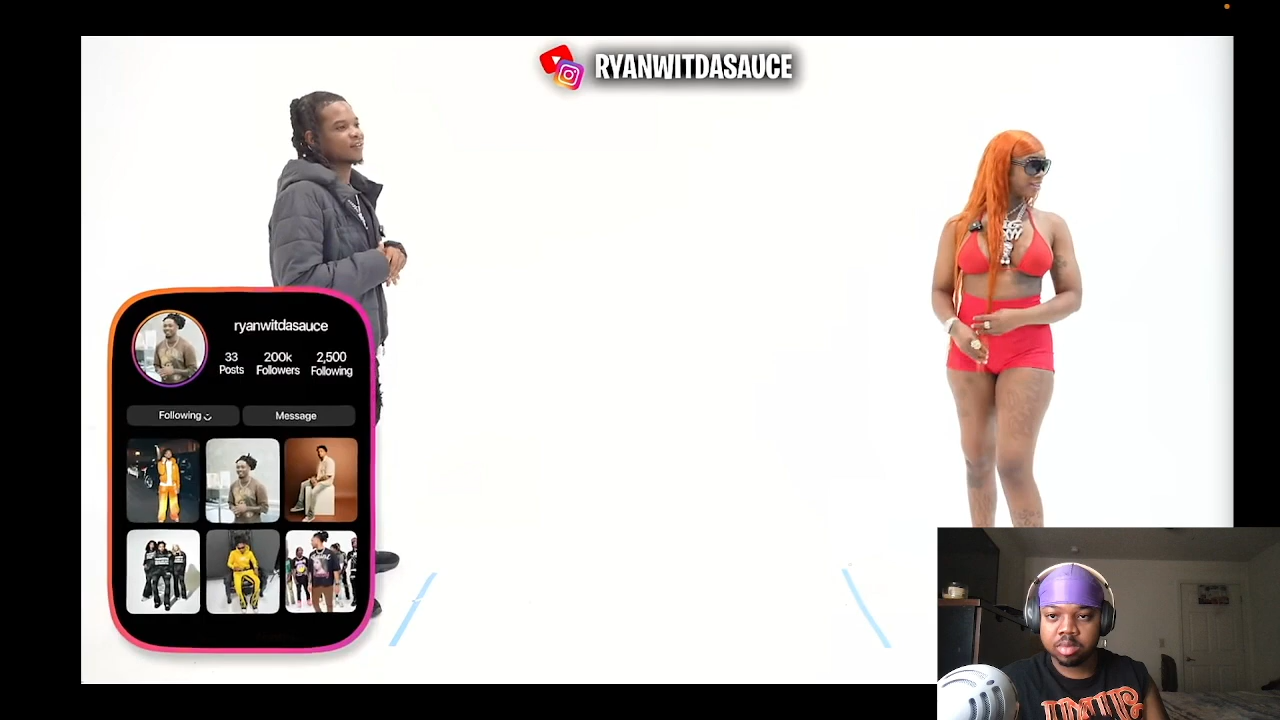 RYANWITDASAUCE
ryanwitdasauce
33 200k 2,500
Posts Followers Following
Following Message